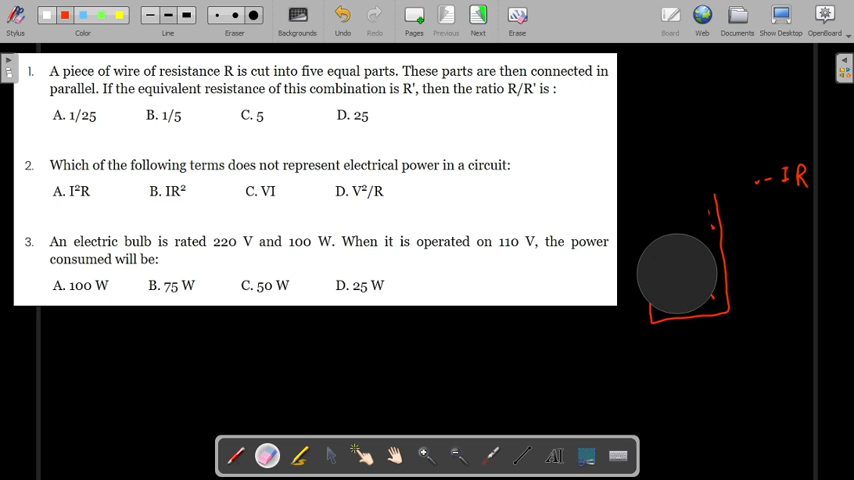 Stylus
Color
Line
Eraser
Backgrounds
Undo
Redo
Pages
Previous
Next
Erase
Board
Web
Documents
Show Desktop
OpenBoard
1. A piece of wire of resistance R is cut into five equal parts. These parts are then connected in
parallel. If the equivalent resistance of this combination is R', then the ratio R/R' is :
A. 1/25 B. 1/5 C. 5 D. 25
2. Which of the following terms does not represent electrical power in a circuit:
A. I²R B. IR² C. VI D. V²/R
3. An electric bulb is rated 220 V and 100 W. When it is operated on 110 V, the power
consumed will be:
A. 100 W B. 75 W C. 50 W D. 25 W
IR
AI